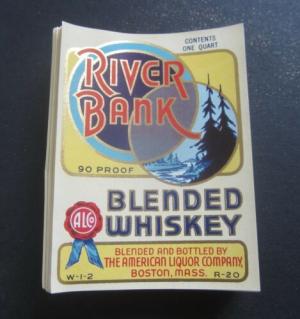 CONTENTS
ONE QUART
RIVER
BANK
90 PROOF
BLENDED
WHISKEY
ALCO
BLENDED AND BOTTLED BY
THE AMERICAN LIQUOR COMPANY,
BOSTON, MASS.
W-1-2
R-20